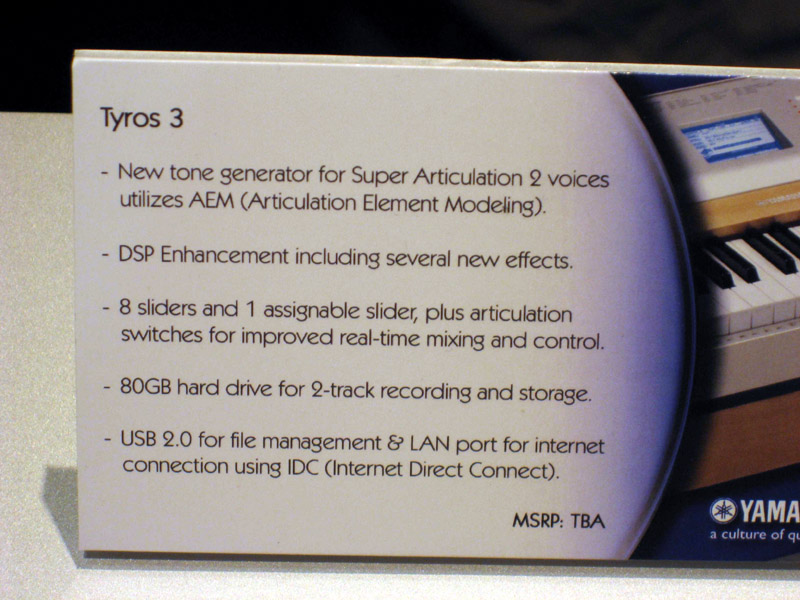 Tyros 3
- New tone generator for Super Articulation 2 voices
utilizes AEM (Articulation Element Modeling).
- DSP Enhancement including several new effects.
- 8 sliders and 1 assignable slider, plus articulation
switches for improved real-time mixing and control.
- 80GB hard drive for 2-track recording and storage.
- USB 2.0 for file management & LAN port for internet
connection using IDC (Internet Direct Connect).
MSRP: TBA
YAMA
a culture of qu